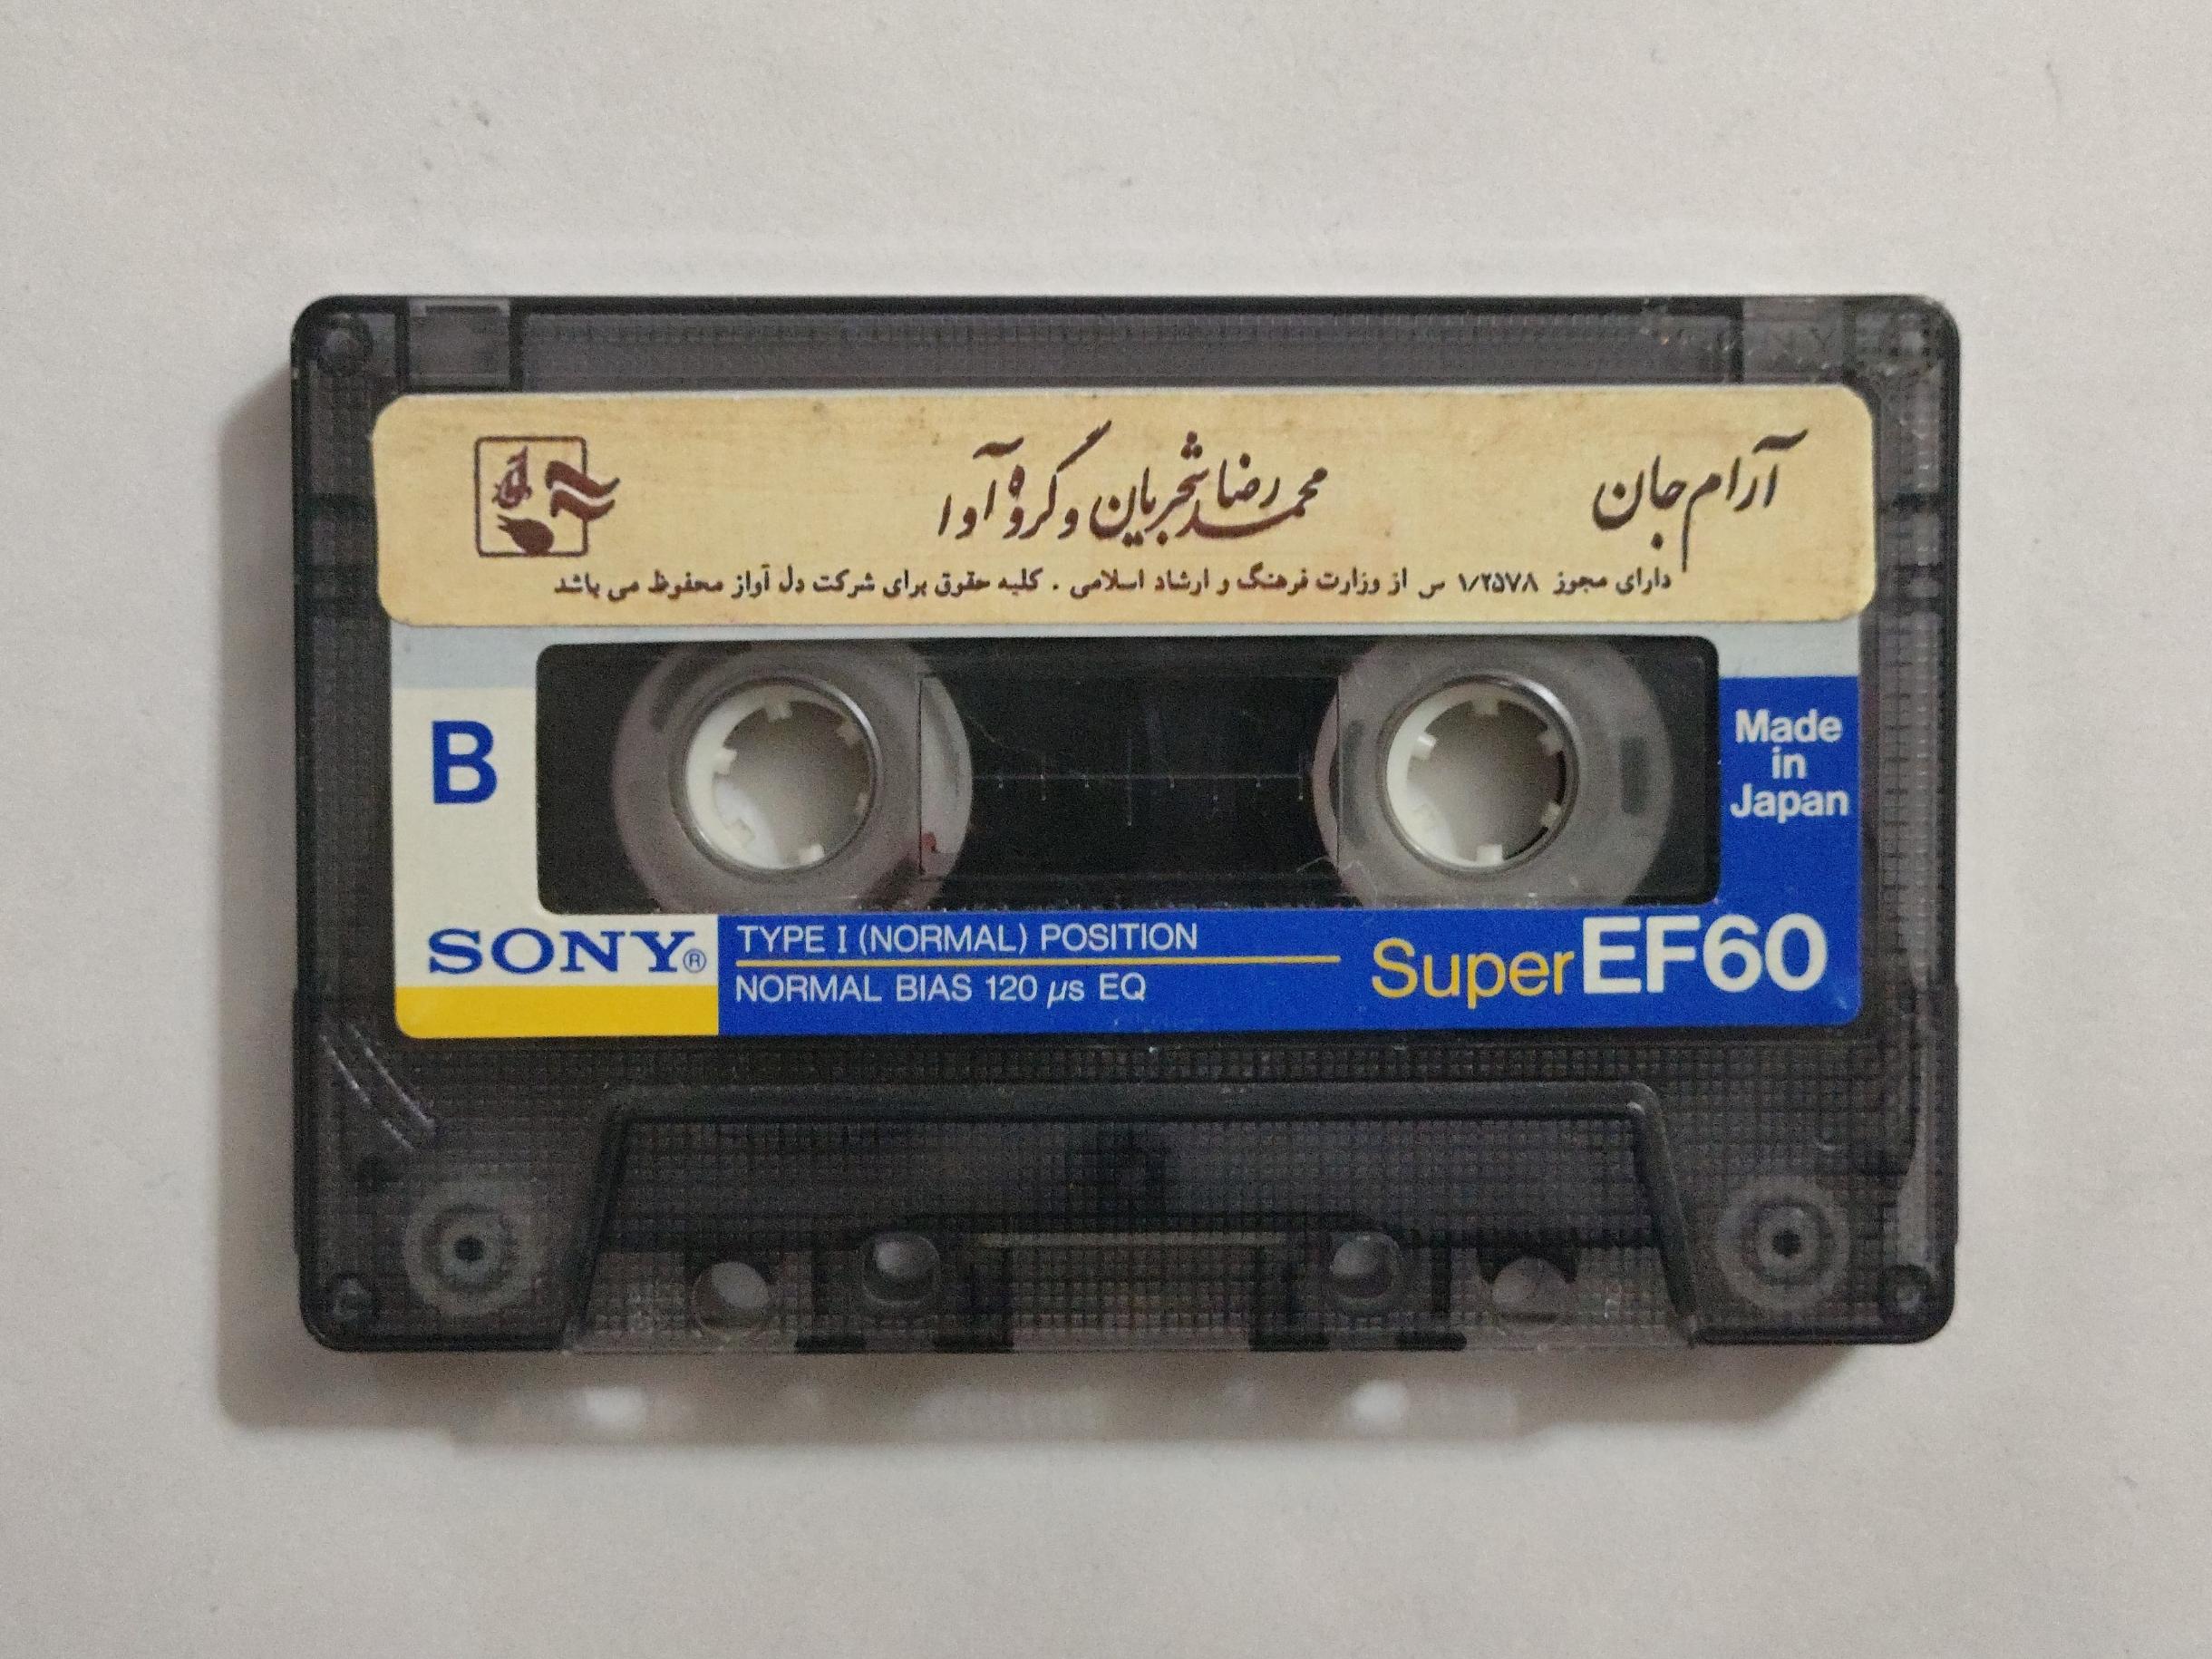 آرام جان
محمدرضا شجریان و گروه آوا
دارای مجوز ۱/۲۵۷۸ س از وزارت فرهنگ و ارشاد اسلامی . کلیه حقوق برای شرکت دل آواز محفوظ می باشد
B
Made
in
Japan
SONY®
TYPE I (NORMAL) POSITION
NORMAL BIAS 120 µs EQ
Super EF60